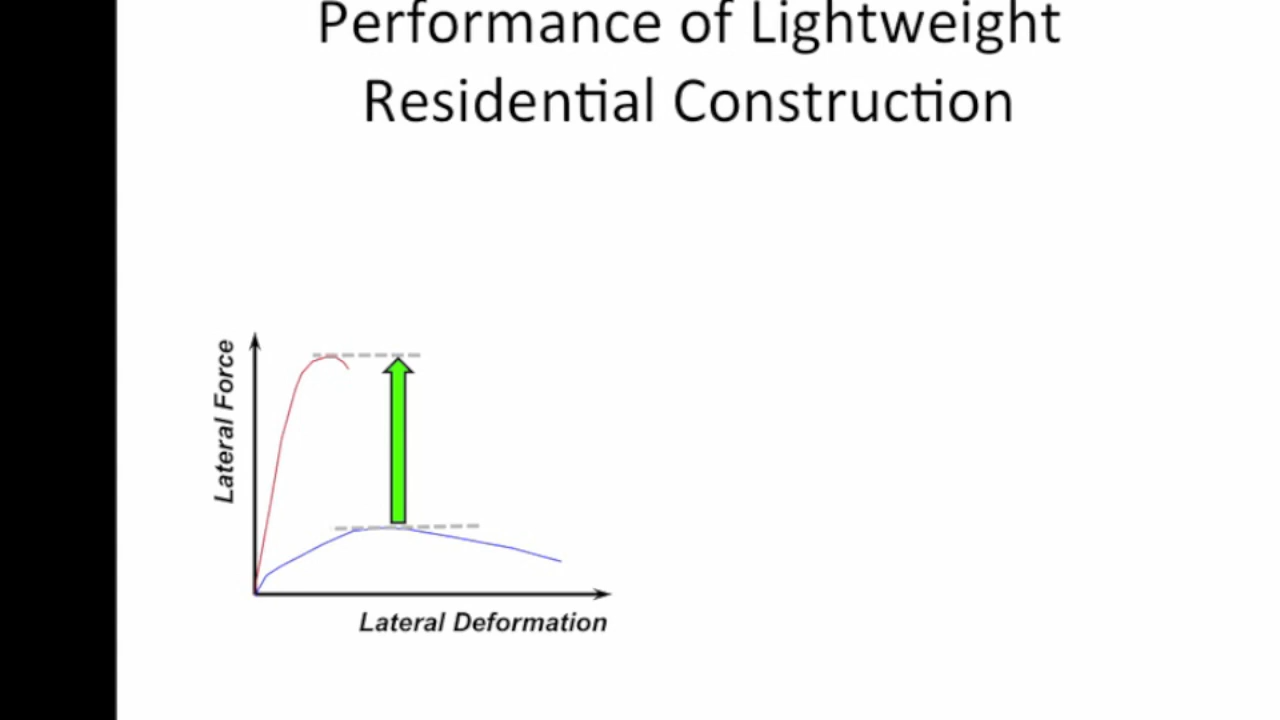 Performance of Lightweight
Residential Construction
Lateral Force
Lateral Deformation